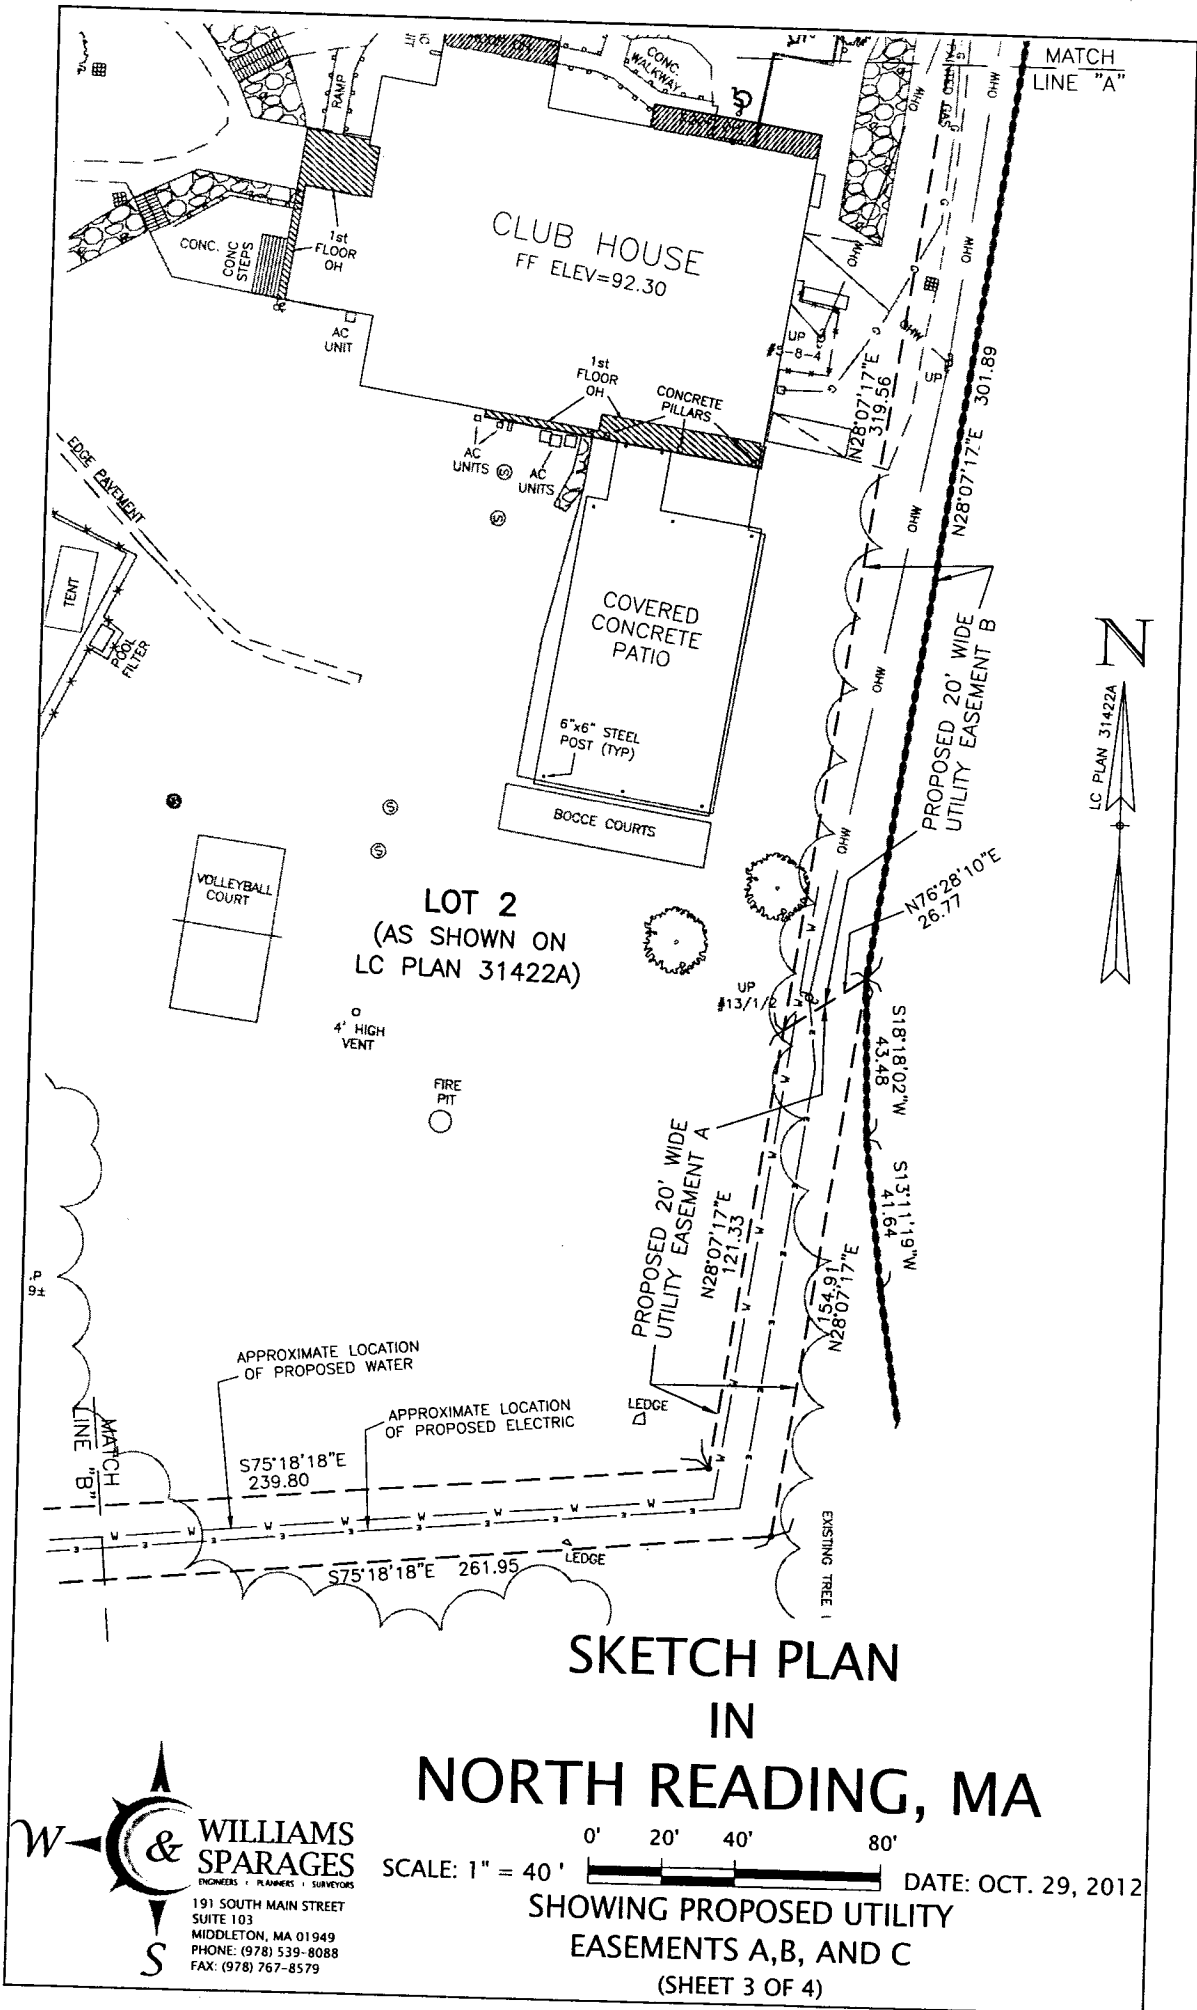 MATCH
LINE "A"
CONC.
WALKWAY
RAMP
OHW
OHW
G
GAS
G
CLUB HOUSE
FF ELEV=92.30
1st
FLOOR
OH
CONC.
CONC
STEPS
AC
UNIT
OHW
OHW
G
G
UP
#5-8-4
G
OHW
UP
N28°07'17"E
319.56
N28°07'17"E 301.89
1st
FLOOR
OH
CONCRETE
PILLARS
AC
UNITS
S
AC
UNITS
S
EDGE PAVEMENT
TENT
POOL
FILTER
COVERED
CONCRETE
PATIO
6"x6" STEEL
POST (TYP)
BOCCE COURTS
OHW
OHW
OHW
PROPOSED 20' WIDE
UTILITY EASEMENT B
N
LC PLAN 31422A
S
S
S
VOLLEYBALL
COURT
LOT 2
(AS SHOWN ON
LC PLAN 31422A)
N76°28'10"E
26.77
UP
#13/1/2
4' HIGH
VENT
FIRE
PIT
S18°18'02"W
43.48
S13°11'19"W
41.64
PROPOSED 20' WIDE
UTILITY EASEMENT A
N28°07'17"E
121.33
154.91
N28°07'17"E
.P
9±
APPROXIMATE LOCATION
OF PROPOSED WATER
APPROXIMATE LOCATION
OF PROPOSED ELECTRIC
LEDGE
MATCH
LINE "B"
S75°18'18"E
239.80
W W W W W W W
S75°18'18"E 261.95
LEDGE
EXISTING TREE
SKETCH PLAN
IN
NORTH READING, MA
0' 20' 40' 80'
SCALE: 1" = 40 '
DATE: OCT. 29, 2012
SHOWING PROPOSED UTILITY
EASEMENTS A,B, AND C
(SHEET 3 OF 4)
W
S
&
WILLIAMS
SPARAGES
ENGINEERS | PLANNERS | SURVEYORS
191 SOUTH MAIN STREET
SUITE 103
MIDDLETON, MA 01949
PHONE: (978) 539-8088
FAX: (978) 767-8579